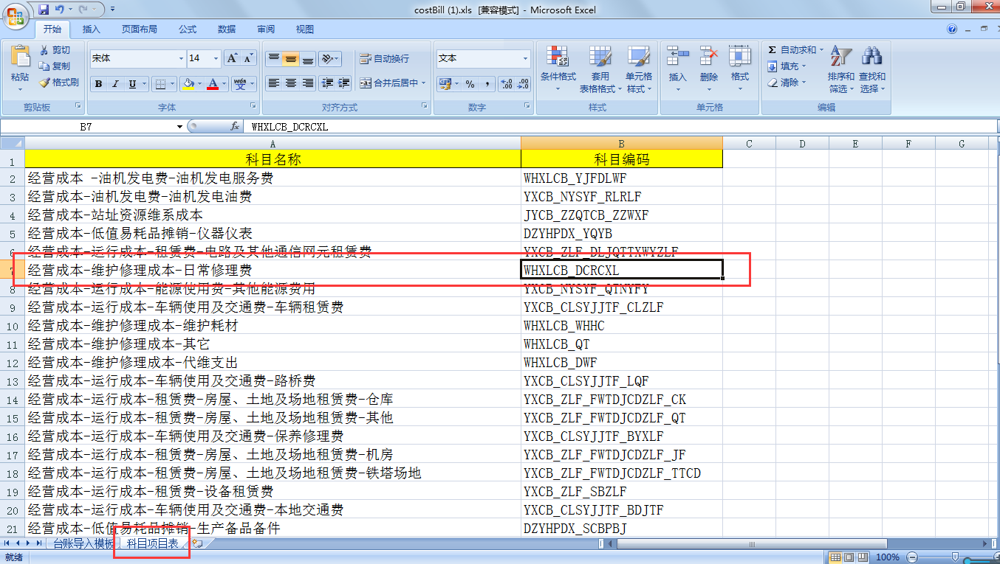 costBill (1).xls [兼容模式] - Microsoft Excel
开始 插入 页面布局 公式 数据 审阅 视图
粘贴 剪切 复制 格式刷 剪贴板
宋体 14 B I U A 字体
自动换行 合并后居中 对齐方式
文本 % , 数字
条件格式 套用表格格式 单元格样式 样式
插入 删除 格式 单元格
Σ 自动求和 填充 清除 排序和筛选 查找和选择 编辑
B7 fx WHXLCB_DCRCXL
A B C D E F G
1 科目名称 科目编码
2 经营成本 -油机发电费-油机发电服务费 WHXLCB_YJFDLWF
3 经营成本-油机发电费-油机发电油费 YXCB_NYSYF_RLRLF
4 经营成本-站址资源维系成本 JYCB_ZZQTCB_ZZWXF
5 经营成本-低值易耗品摊销-仪器仪表 DZYHPDX_YQYB
6 经营成本-运行成本-租赁费-电路及其他通信网元租赁费 YXCB_ZLF_DLJQTTXWYZLF
7 经营成本-维护修理成本-日常修理费 WHXLCB_DCRCXL
8 经营成本-运行成本-能源使用费-其他能源费用 YXCB_NYSYF_QTNYFY
9 经营成本-运行成本-车辆使用及交通费-车辆租赁费 YXCB_CLSYJJTF_CLZLF
10 经营成本-维护修理成本-维护耗材 WHXLCB_WHHC
11 经营成本-维护修理成本-其它 WHXLCB_QT
12 经营成本-维护修理成本-代维支出 WHXLCB_DWF
13 经营成本-运行成本-车辆使用及交通费-路桥费 YXCB_CLSYJJTF_LQF
14 经营成本-运行成本-租赁费-房屋、土地及场地租赁费-仓库 YXCB_ZLF_FWTDJCDZLF_CK
15 经营成本-运行成本-租赁费-房屋、土地及场地租赁费-其他 YXCB_ZLF_FWTDJCDZLF_QT
16 经营成本-运行成本-车辆使用及交通费-保养修理费 YXCB_CLSYJJTF_BYXLF
17 经营成本-运行成本-租赁费-房屋、土地及场地租赁费-机房 YXCB_ZLF_FWTDJCDZLF_JF
18 经营成本-运行成本-租赁费-房屋、土地及场地租赁费-铁塔场地 YXCB_ZLF_FWTDJCDZLF_TTCD
19 经营成本-运行成本-租赁费-设备租赁费 YXCB_ZLF_SBZLF
20 经营成本-运行成本-车辆使用及交通费-本地交通费 YXCB_CLSYJJTF_BDJTF
21 经营成本-低值易耗品摊销-生产备品备件 DZYHPDX_SCBPBJ
台账导入模板 科目项目表
就绪 100%